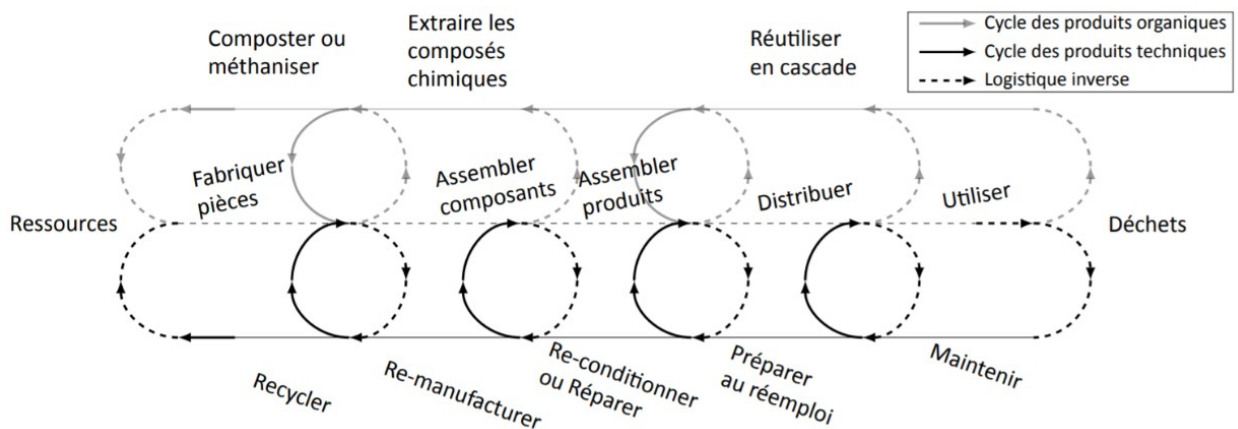 Composter ou
méthaniser
Extraire les
composés
chimiques
Réutiliser
en cascade
Cycle des produits organiques
Cycle des produits techniques
Logistique inverse
Fabriquer
pièces
Assembler
composants
Assembler
produits
Distribuer
Utiliser
Ressources
Déchets
Recycler
Re-manufacturer
Re-conditionner
ou Réparer
Préparer
au réemploi
Maintenir